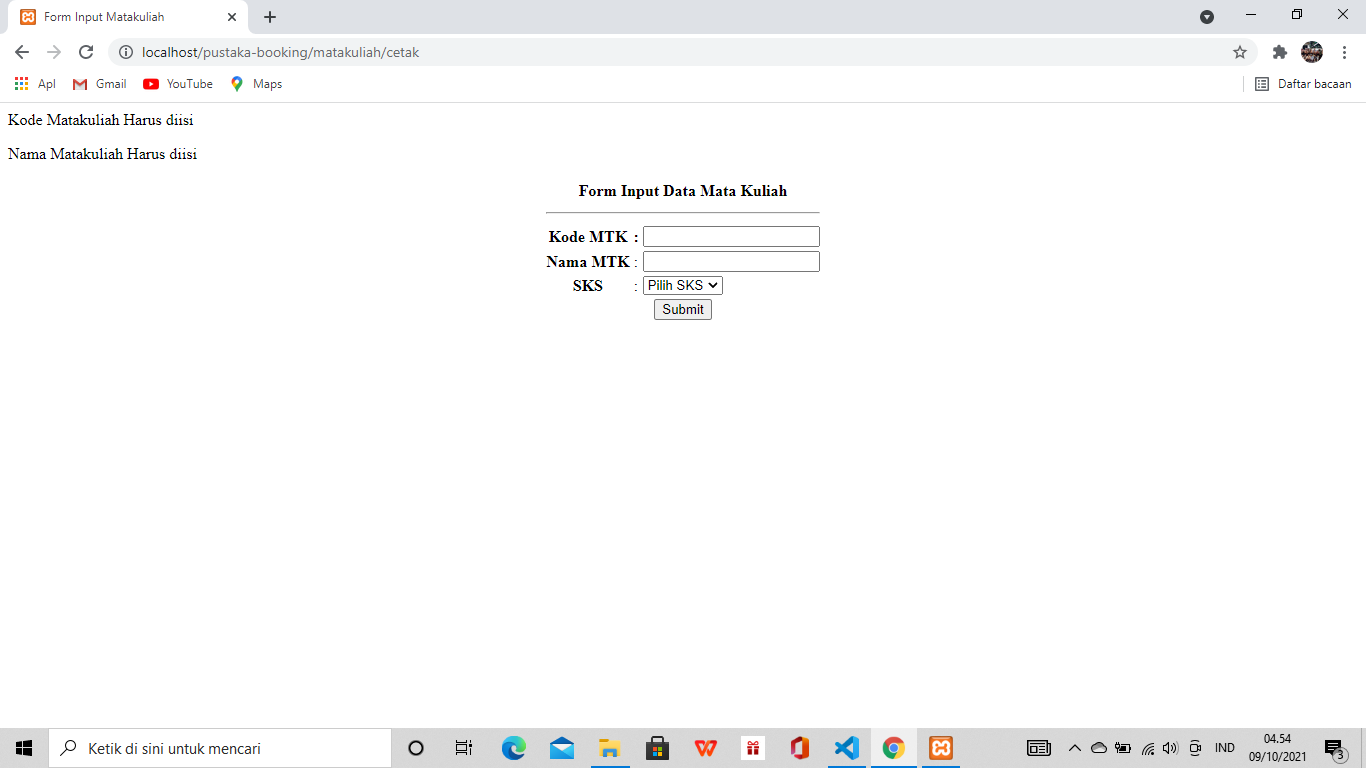 Form Input Matakuliah
localhost/pustaka-booking/matakuliah/cetak
Apl Gmail YouTube Maps Daftar bacaan
Kode Matakuliah Harus diisi
Nama Matakuliah Harus diisi
Form Input Data Mata Kuliah
Kode MTK :
Nama MTK :
SKS : Pilih SKS
Submit
Ketik di sini untuk mencari
IND
04.54
09/10/2021
3